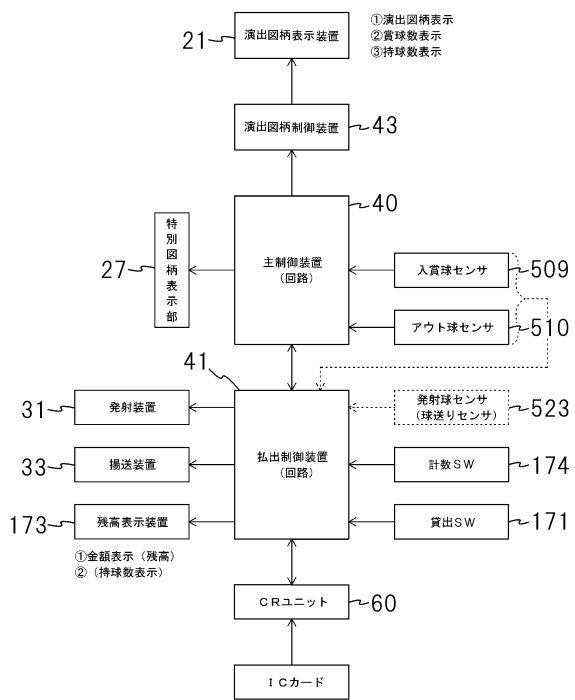 21
演出図柄表示装置
①演出図柄表示
②賞球数表示
③持球数表示
演出図柄制御装置
43
40
特別図柄表示部
27
主制御装置
(回路)
入賞球センサ
509
アウト球センサ
510
41
31
発射装置
発射球センサ
(球送りセンサ)
523
33
揚送装置
払出制御装置
(回路)
計数SW
174
173
残高表示装置
貸出SW
171
①金額表示(残高)
②(持球数表示)
CRユニット
60
ICカード